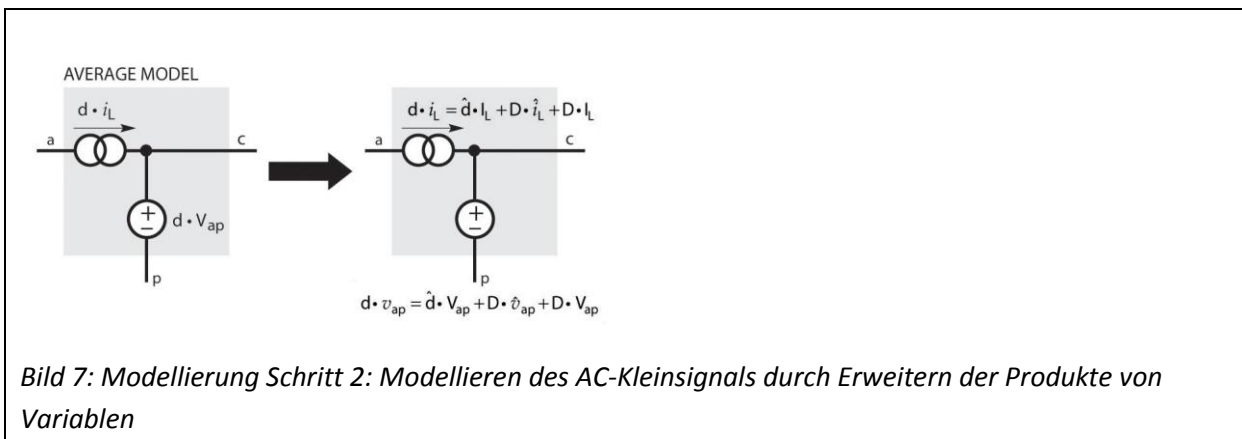 AVERAGE MODEL
d • i_L
d • i_L = d̂ • I_L + D • î_L + D • I_L
a
c
a
c
+
−
d • V_ap
+
−
p
p
d • v_ap = d̂ • V_ap + D • v̂_ap + D • V_ap
Bild 7: Modellierung Schritt 2: Modellieren des AC-Kleinsignals durch Erweitern der Produkte von
Variablen